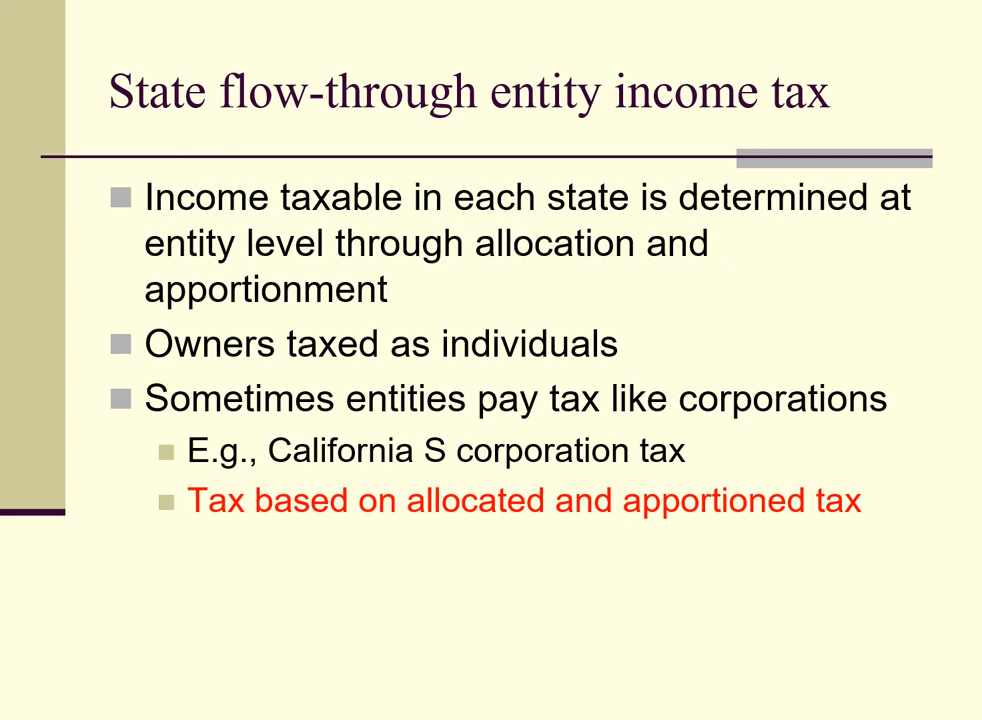 State flow-through entity income tax
Income taxable in each state is determined at
entity level through allocation and
apportionment
Owners taxed as individuals
Sometimes entities pay tax like corporations
E.g., California S corporation tax
Tax based on allocated and apportioned tax